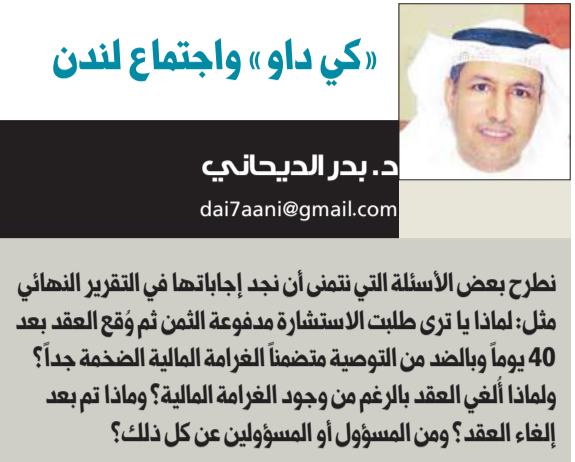 «كي داو» واجتماع لندن
د. بدر الديحاني
dai7aani@gmail.com
نطرح بعض الأسئلة التي نتمنى أن نجد إجاباتها في التقرير النهائي
مثل: لماذا يا ترى طلبت الاستشارة مدفوعة الثمن ثم وُقع العقد بعد
40 يوماً وبالضد من التوصية متضمناً الغرامة المالية الضخمة جداً؟
ولماذا أُلغي العقد بالرغم من وجود الغرامة المالية؟ وماذا تم بعد
إلغاء العقد؟ ومن المسؤول أو المسؤولين عن كل ذلك؟